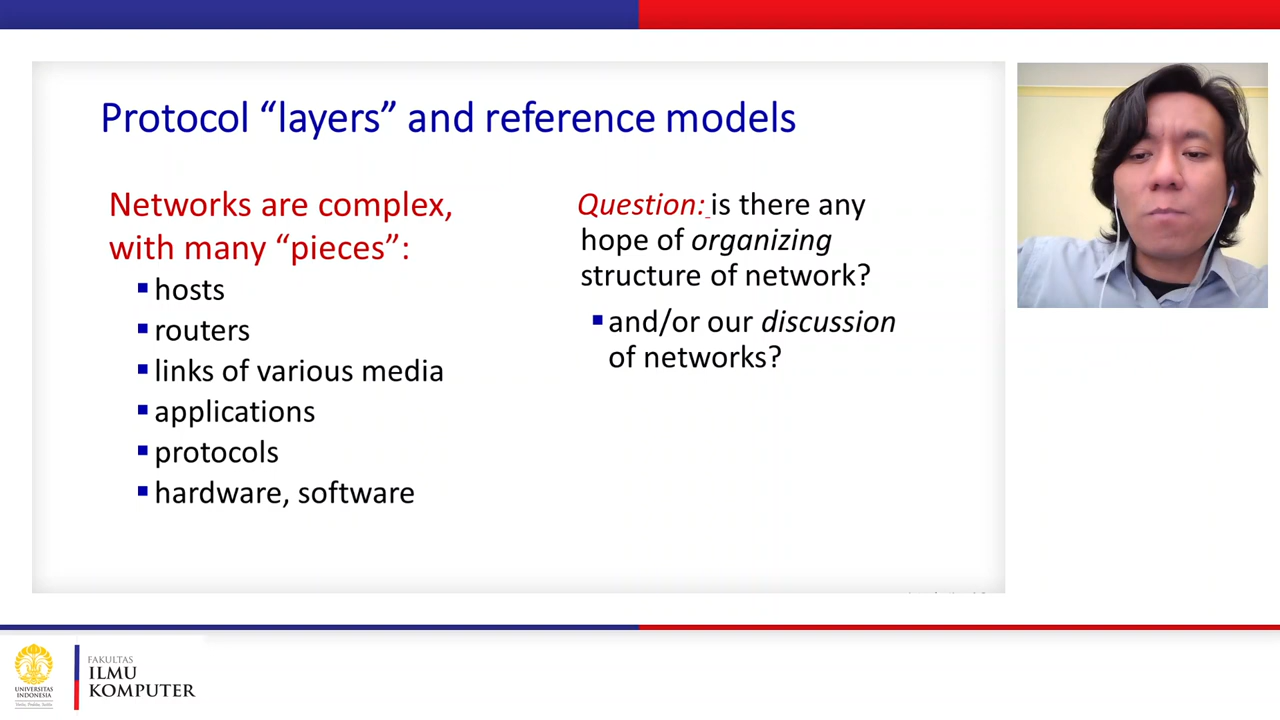 Protocol “layers” and reference models
Networks are complex,
with many “pieces”:
▪ hosts
▪ routers
▪ links of various media
▪ applications
▪ protocols
▪ hardware, software
Question: is there any
hope of organizing
structure of network?
▪ and/or our discussion
of networks?
UNIVERSITAS
INDONESIA
FAKULTAS
ILMU
KOMPUTER